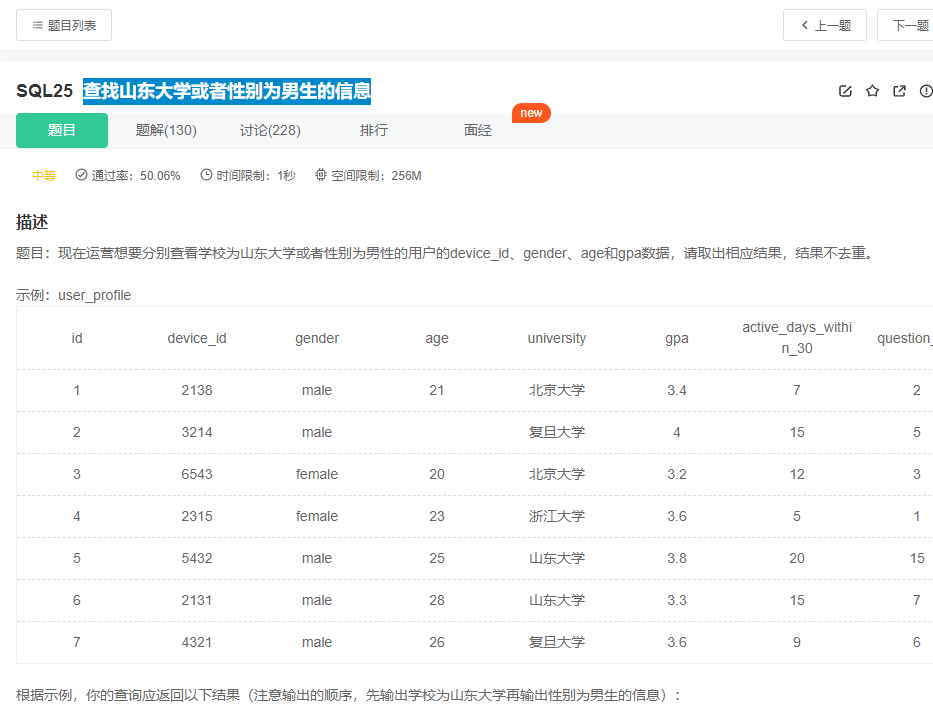 题目列表
上一题
下一题
SQL25 查找山东大学或者性别为男生的信息
题目 题解(130) 讨论(228) 排行 面经 new
中等 通过率：50.06% 时间限制：1秒 空间限制：256M
描述
题目：现在运营想要分别查看学校为山东大学或者性别为男性的用户的device_id、gender、age和gpa数据，请取出相应结果，结果不去重。
示例：user_profile
id device_id gender age university gpa active_days_withi
n_30 question_
1 2138 male 21 北京大学 3.4 7 2
2 3214 male 复旦大学 4 15 5
3 6543 female 20 北京大学 3.2 12 3
4 2315 female 23 浙江大学 3.6 5 1
5 5432 male 25 山东大学 3.8 20 15
6 2131 male 28 山东大学 3.3 15 7
7 4321 male 26 复旦大学 3.6 9 6
根据示例，你的查询应返回以下结果（注意输出的顺序，先输出学校为山东大学再输出性别为男生的信息）：